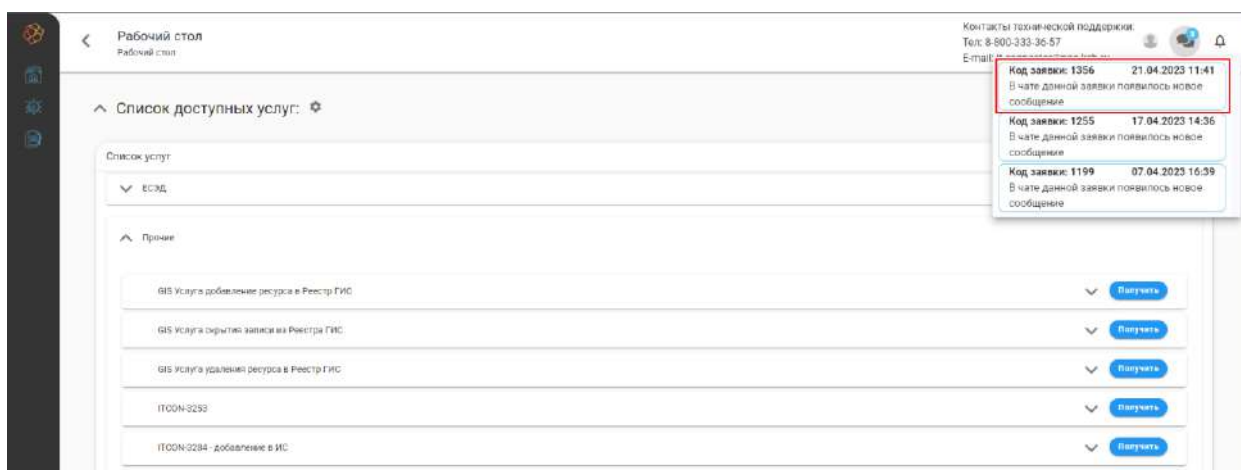 Рабочий стол
Рабочий стол
Контакты технической поддержки:
Тел: 8-800-333-36-57
E-mail:
3
Код заявки: 1356 21.04.2023 11:41
В чате данной заявки появилось новое
сообщение
Код заявки: 1255 17.04.2023 14:36
В чате данной заявки появилось новое
сообщение
Код заявки: 1199 07.04.2023 16:39
В чате данной заявки появилось новое
сообщение
Список доступных услуг:
Список услуг
ЕСЭД
Прочие
GIS Услуга добавление ресурса в Реестр ГИС Получить
GIS Услуга скрытия записи из Реестра ГИС Получить
GIS Услуга удаления ресурса в Реестр ГИС Получить
ITCON-3253 Получить
ITCON-3284 - добавление в ИС Получить